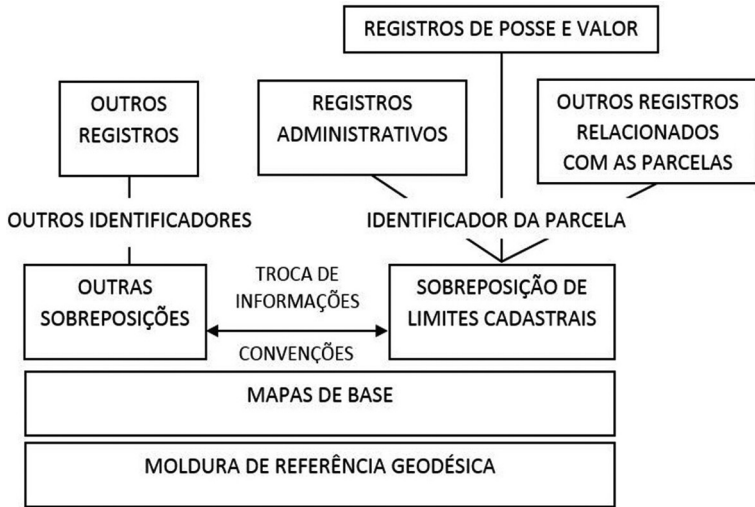 REGISTROS DE POSSE E VALOR
OUTROS
REGISTROS
REGISTROS
ADMINISTRATIVOS
OUTROS REGISTROS
RELACIONADOS
COM AS PARCELAS
OUTROS IDENTIFICADORES
IDENTIFICADOR DA PARCELA
OUTRAS
SOBREPOSIÇÕES
TROCA DE
INFORMAÇÕES
CONVENÇÕES
SOBREPOSIÇÃO DE
LIMITES CADASTRAIS
MAPAS DE BASE
MOLDURA DE REFERÊNCIA GEODÉSICA